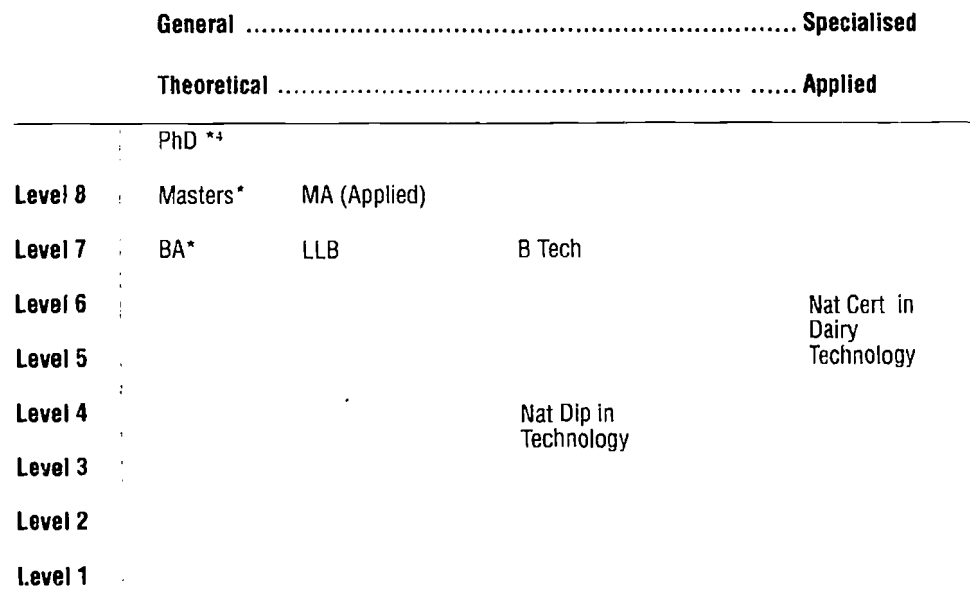 General ........................................................................ Specialised
Theoretical ............................................................ ...... Applied
PhD *4
Level 8 Masters* MA (Applied)
Level 7 BA* LLB B Tech
Level 6 Nat Cert in
Dairy
Level 5 Technology
Level 4 Nat Dip in
Technology
Level 3
Level 2
Level 1